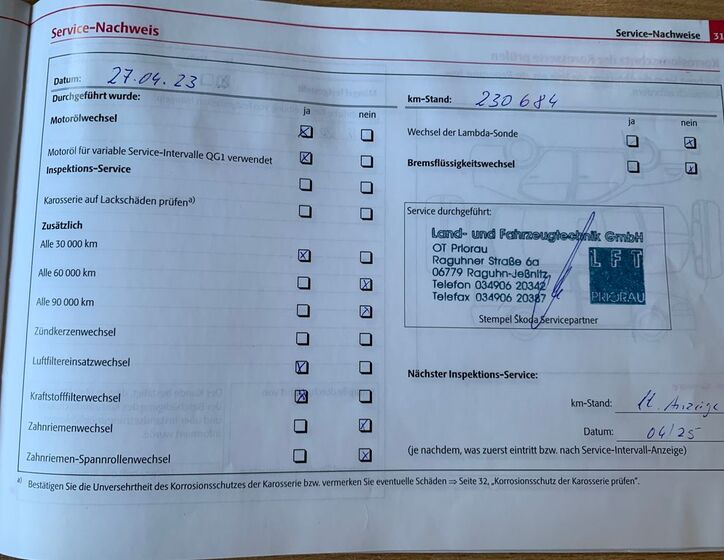 Service-Nachweis
Service-Nachweise 31
Datum: 27.04.23
Durchgeführt wurde:
ja nein
Motorölwechsel
Motoröl für variable Service-Intervalle QG1 verwendet
Inspektions-Service
Karosserie auf Lackschäden prüfen a)
Zusätzlich
Alle 30 000 km
Alle 60 000 km
Alle 90 000 km
Zündkerzenwechsel
Luftfiltereinsatzwechsel
Kraftstofffilterwechsel
Zahnriemenwechsel
Zahnriemen-Spannrollenwechsel
km-Stand: 230684
ja nein
Wechsel der Lambda-Sonde
Bremsflüssigkeitswechsel
Service durchgeführt:
Land- und Fahrzeugtechnik GmbH
OT Priorau
Raguhner Straße 6a
06779 Raguhn-Jeßnitz
Telefon 034906 20342
Telefax 034906 20387
LFT
PRIORAU
Stempel Škoda Servicepartner
Nächster Inspektions-Service:
km-Stand: lt. Anzeige
Datum: 04/25
(je nachdem, was zuerst eintritt bzw. nach Service-Intervall-Anzeige)
a) Bestätigen Sie die Unversehrtheit des Korrosionsschutzes der Karosserie bzw. vermerken Sie eventuelle Schäden ⇒ Seite 32, „Korrosionsschutz der Karosserie prüfen".